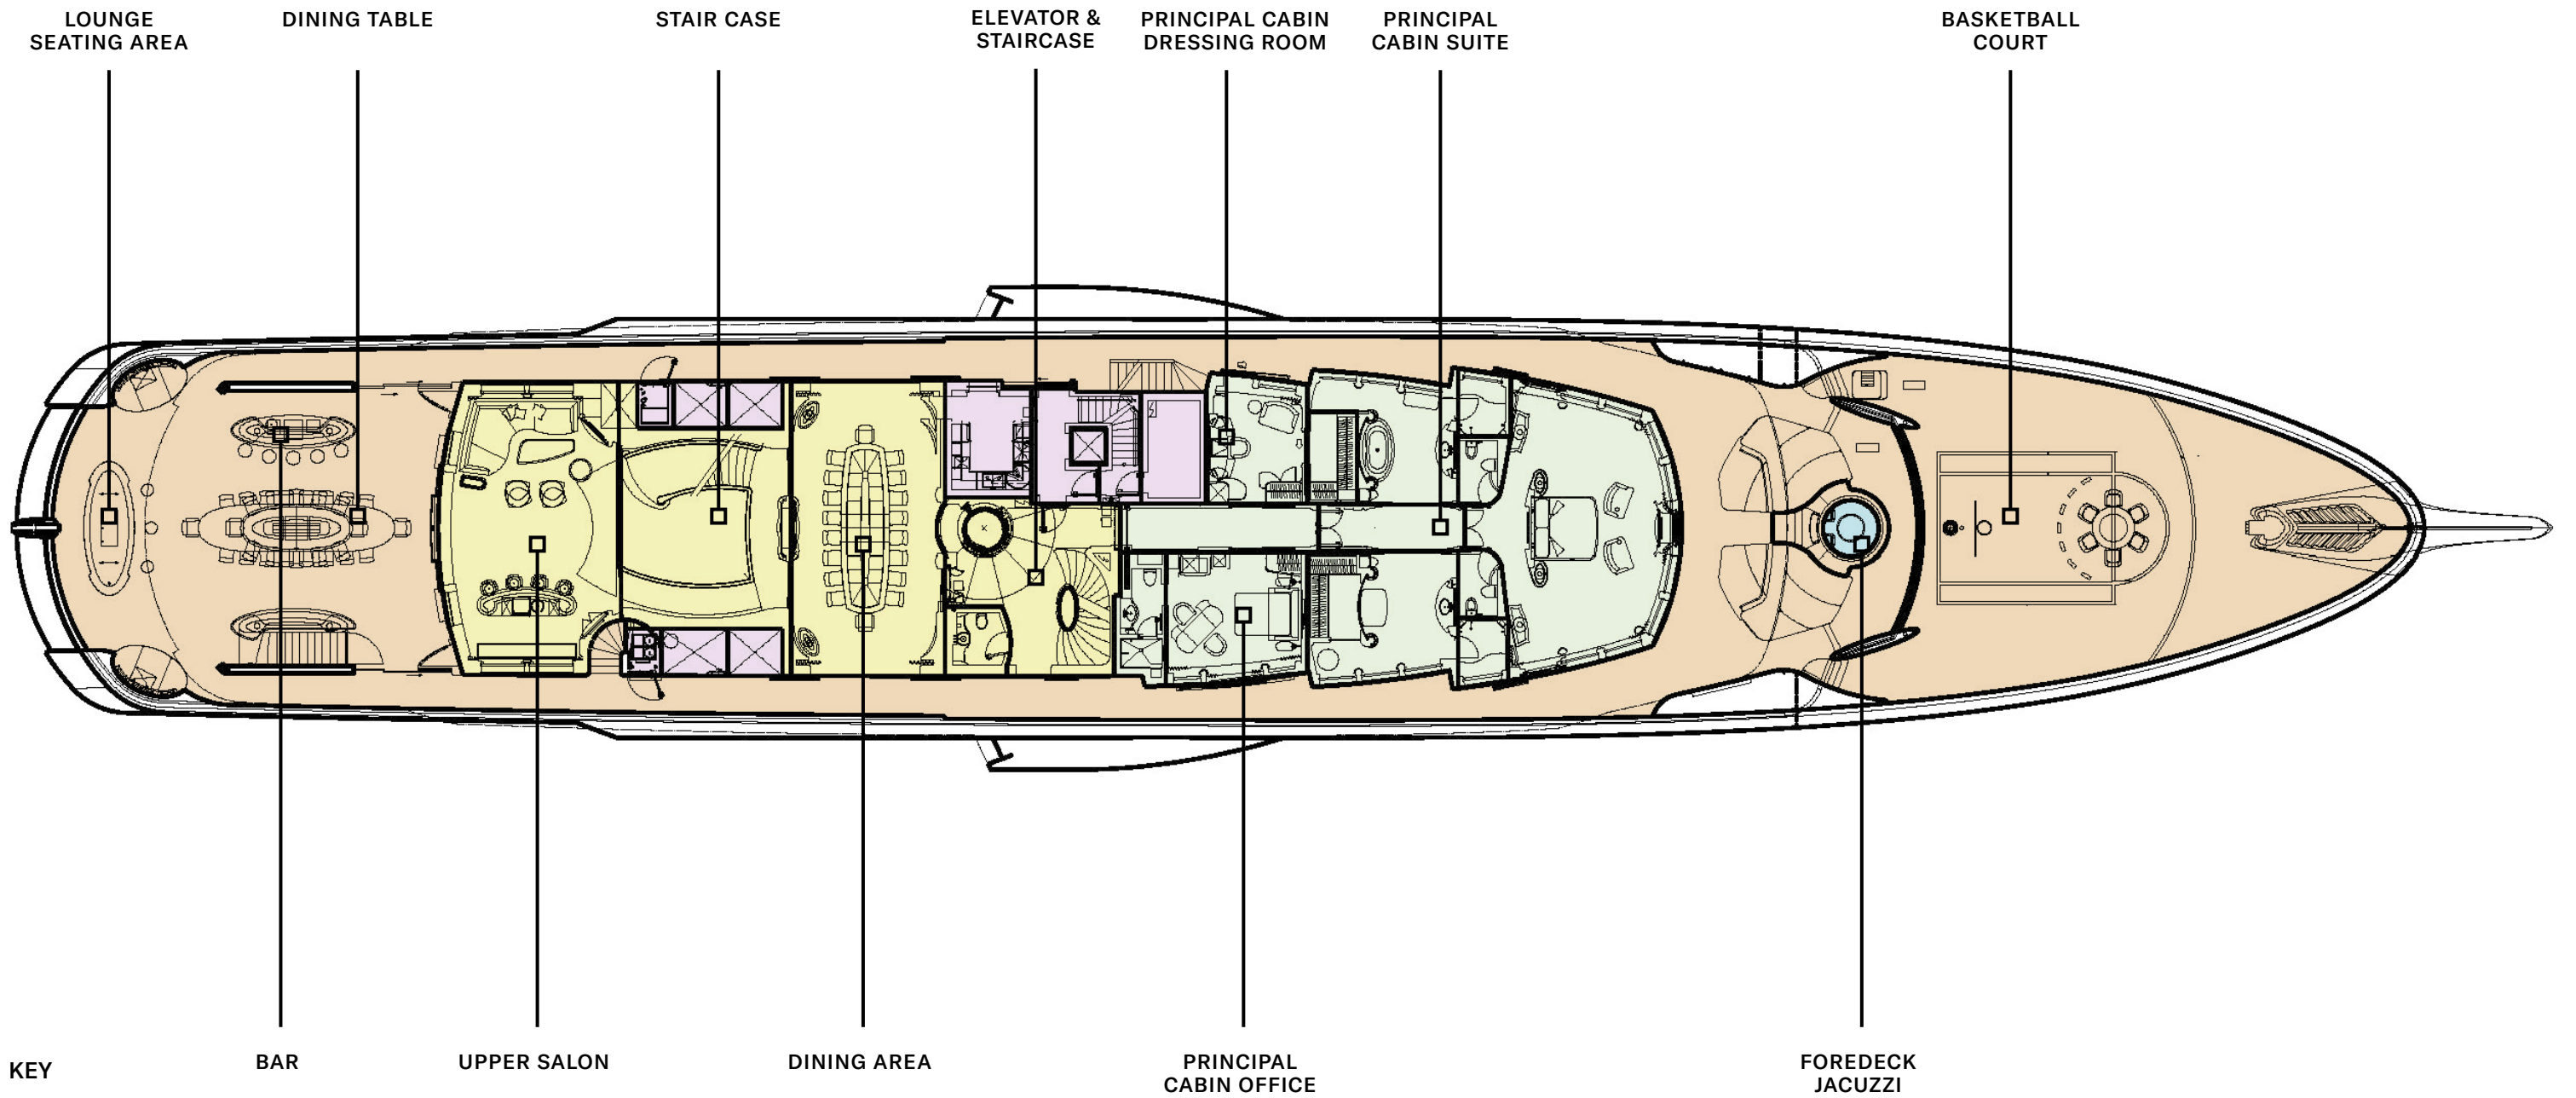 LOUNGE
SEATING AREA
DINING TABLE
STAIR CASE
ELEVATOR &
STAIRCASE
PRINCIPAL CABIN
DRESSING ROOM
PRINCIPAL
CABIN SUITE
BASKETBALL
COURT
KEY
BAR
UPPER SALON
DINING AREA
PRINCIPAL
CABIN OFFICE
FOREDECK
JACUZZI